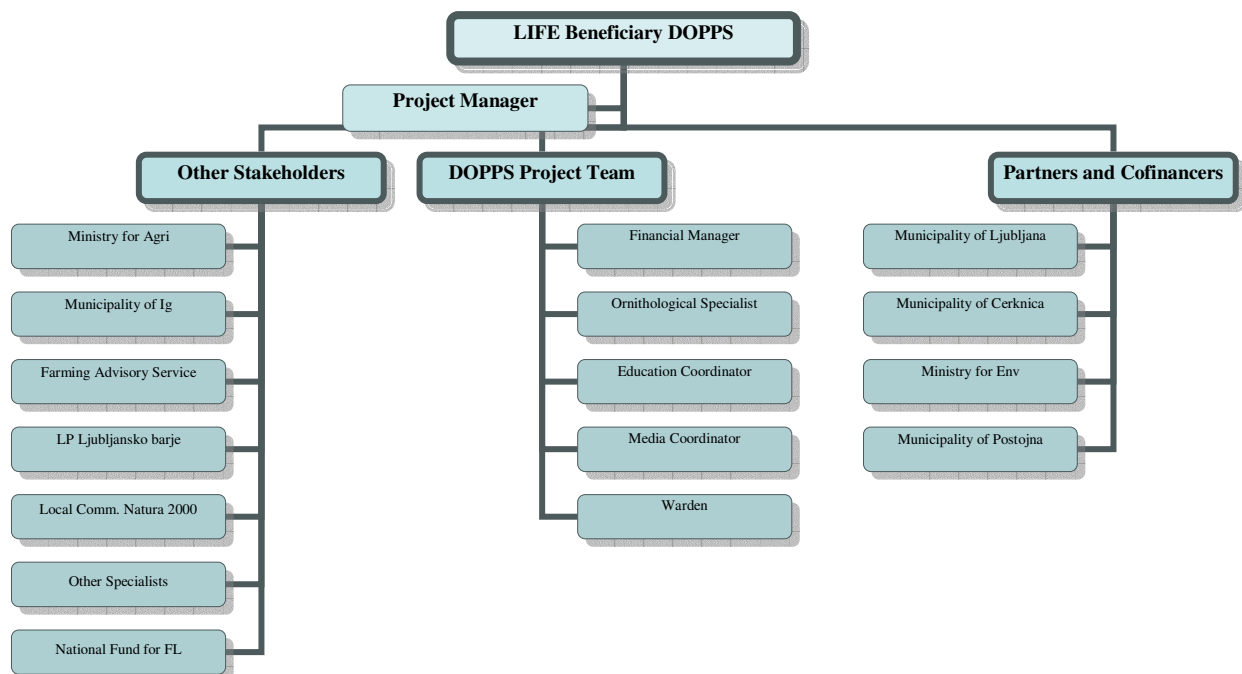 LIFE Beneficiary DOPPS
Project Manager
Other Stakeholders
DOPPS Project Team
Partners and Cofinancers
Ministry for Agri
Municipality of Ig
Farming Advisory Service
LP Ljubljansko barje
Local Comm. Natura 2000
Other Specialists
National Fund for FL
Financial Manager
Ornithological Specialist
Education Coordinator
Media Coordinator
Warden
Municipality of Ljubljana
Municipality of Cerknica
Ministry for Env
Municipality of Postojna